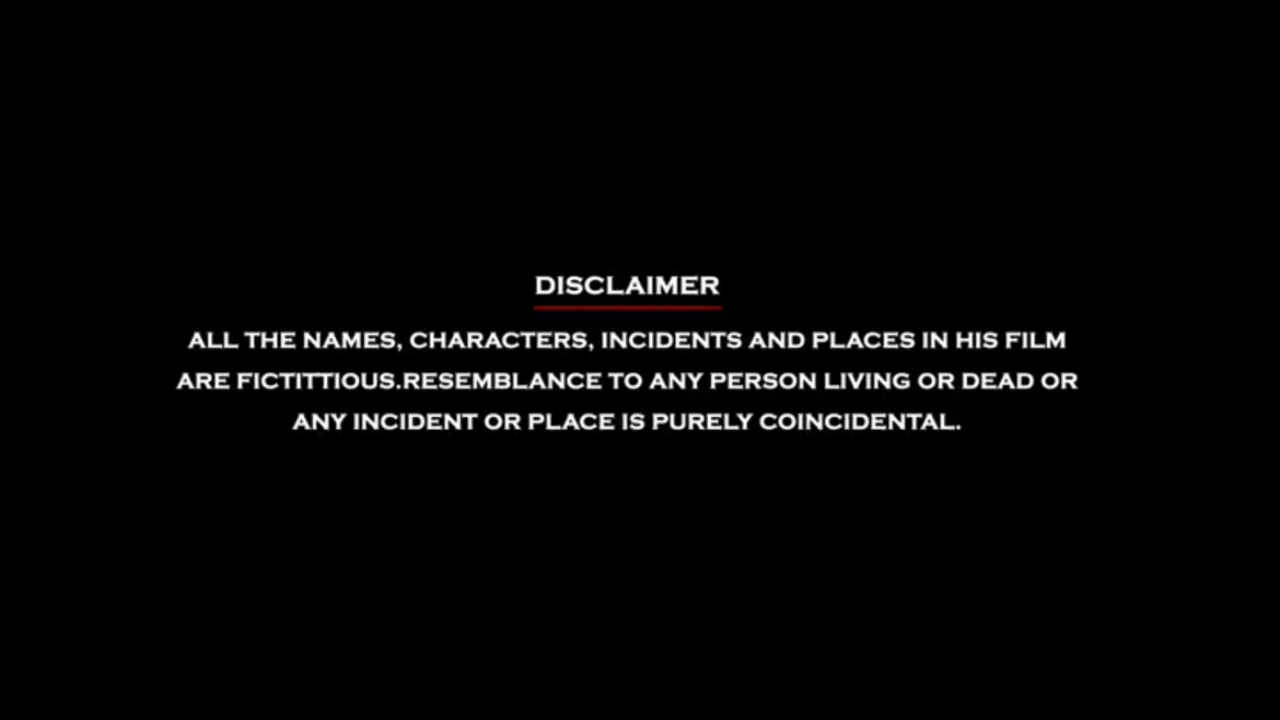 DISCLAIMER
ALL THE NAMES, CHARACTERS, INCIDENTS AND PLACES IN HIS FILM
ARE FICTITTIOUS.RESEMBLANCE TO ANY PERSON LIVING OR DEAD OR
ANY INCIDENT OR PLACE IS PURELY COINCIDENTAL.